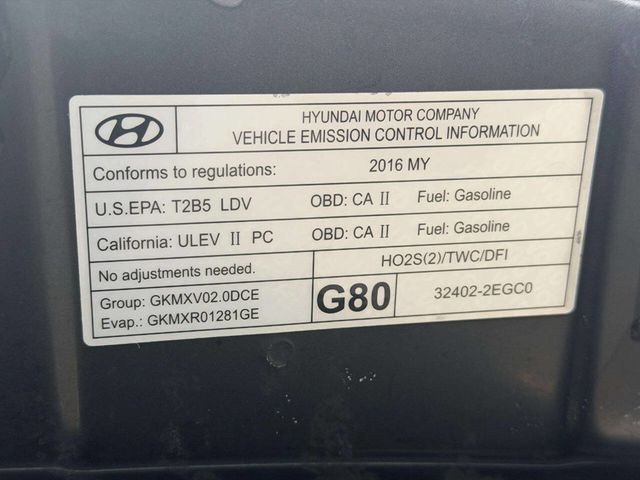 HYUNDAI MOTOR COMPANY
VEHICLE EMISSION CONTROL INFORMATION
Conforms to regulations: 2016 MY
U.S.EPA: T2B5 LDV OBD: CA II Fuel: Gasoline
California: ULEV II PC OBD: CA II Fuel: Gasoline
No adjustments needed. HO2S(2)/TWC/DFI
Group: GKMXV02.0DCE
Evap.: GKMXR01281GE
G80 32402-2EGC0